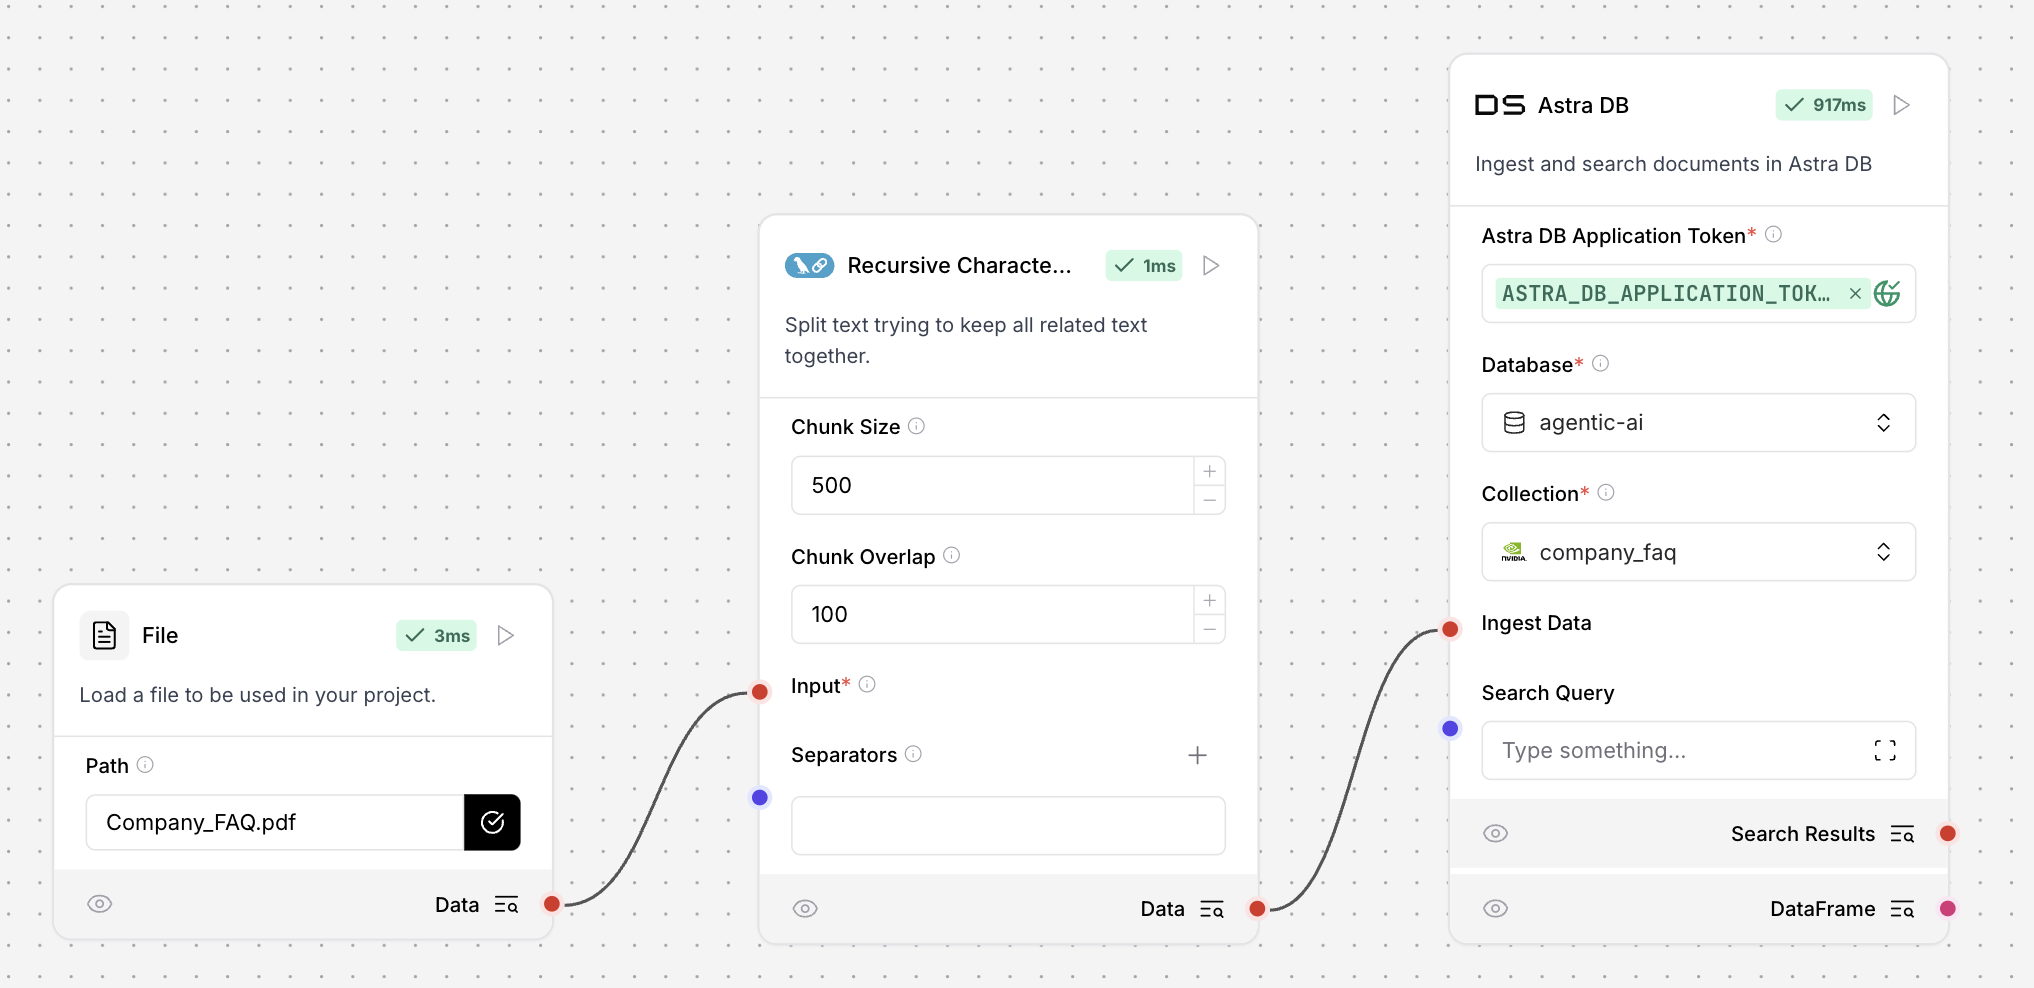 File
3ms
Load a file to be used in your project.
Path
Company_FAQ.pdf
Data
Recursive Characte...
1ms
Split text trying to keep all related text
together.
Chunk Size
500
Chunk Overlap
100
Input*
Separators
Data
DS Astra DB
917ms
Ingest and search documents in Astra DB
Astra DB Application Token*
ASTRA_DB_APPLICATION_TOK...
Database*
agentic-ai
Collection*
NVIDIA. company_faq
Ingest Data
Search Query
Type something...
Search Results
DataFrame